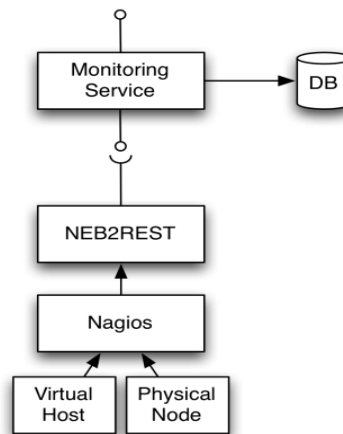 Monitoring
Service
DB
NEB2REST
Nagios
Virtual
Host
Physical
Node